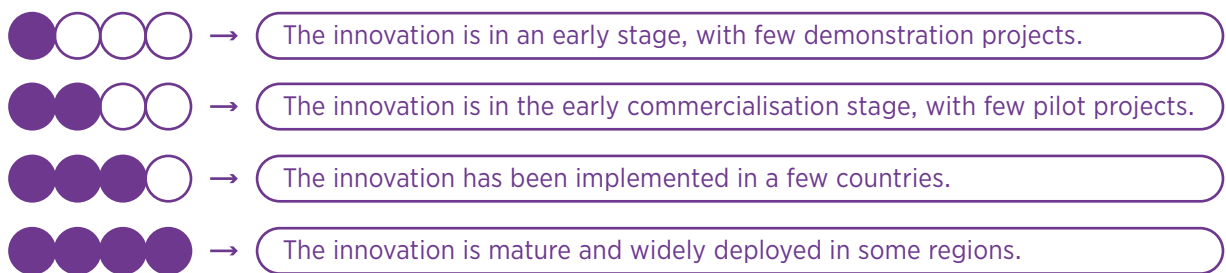 The innovation is in an early stage, with few demonstration projects.
The innovation is in the early commercialisation stage, with few pilot projects.
The innovation has been implemented in a few countries.
The innovation is mature and widely deployed in some regions.